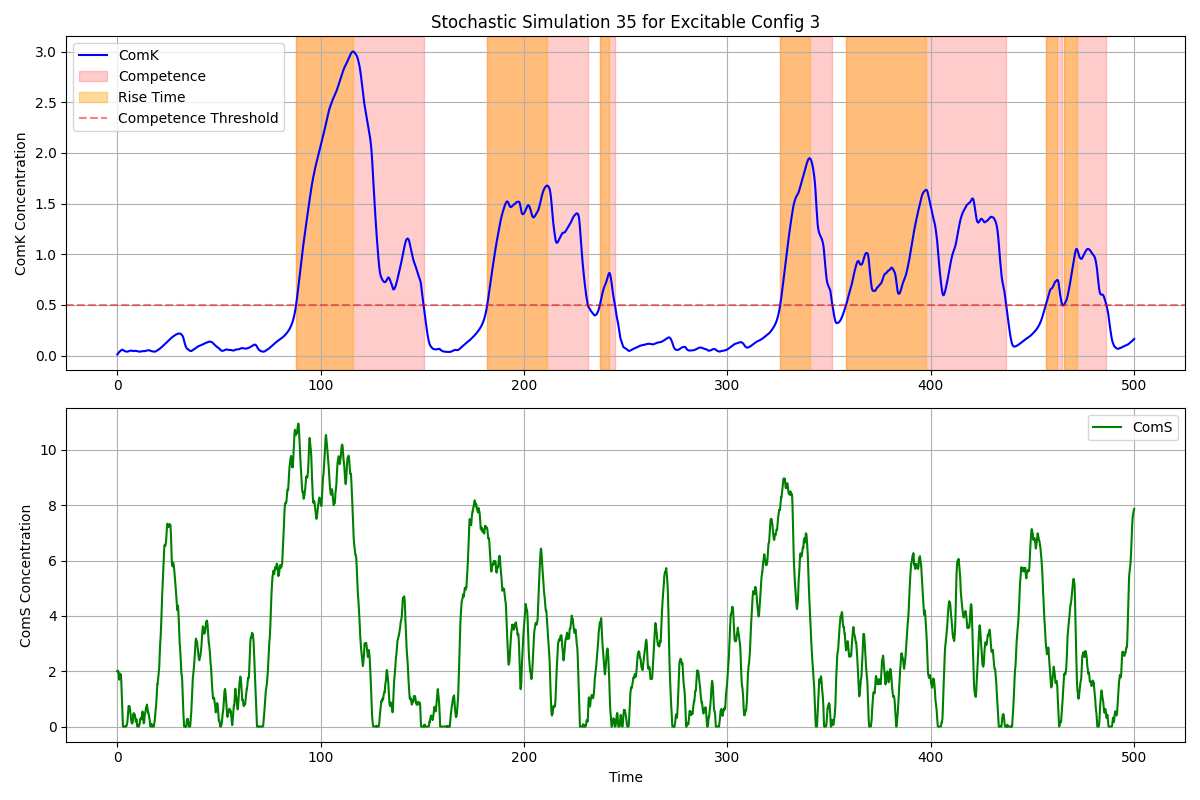 Stochastic Simulation 35 for Excitable Config 3
ComK Concentration
3.0
2.5
2.0
1.5
1.0
0.5
0.0
ComK
Competence
Rise Time
Competence Threshold
0 100 200 300 400 500
ComS Concentration
10
8
6
4
2
0
ComS
0 100 200 300 400 500
Time